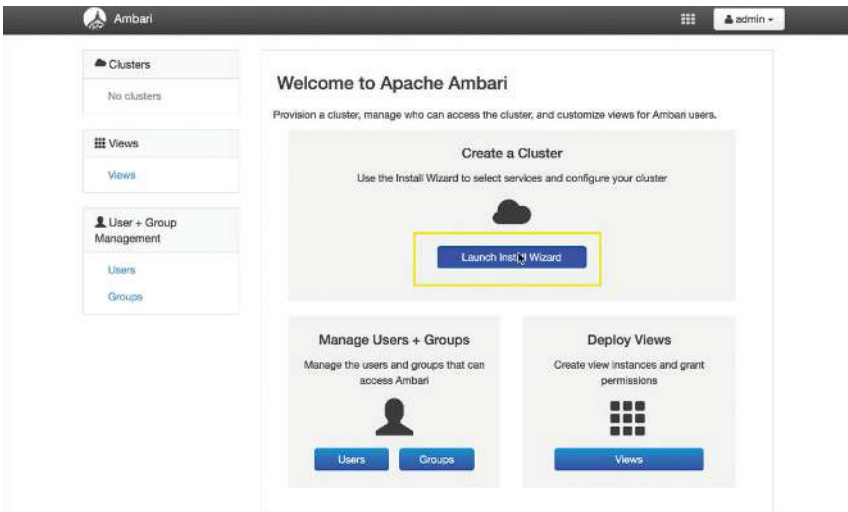 Ambari
admin
Clusters
No clusters
Views
Views
User + Group
Management
Users
Groups
Welcome to Apache Ambari
Provision a cluster, manage who can access the cluster, and customize views for Ambari users.
Create a Cluster
Use the Install Wizard to select services and configure your cluster
Launch Install Wizard
Manage Users + Groups
Manage the users and groups that can
access Ambari
Users
Groups
Deploy Views
Create view instances and grant
permissions
Views